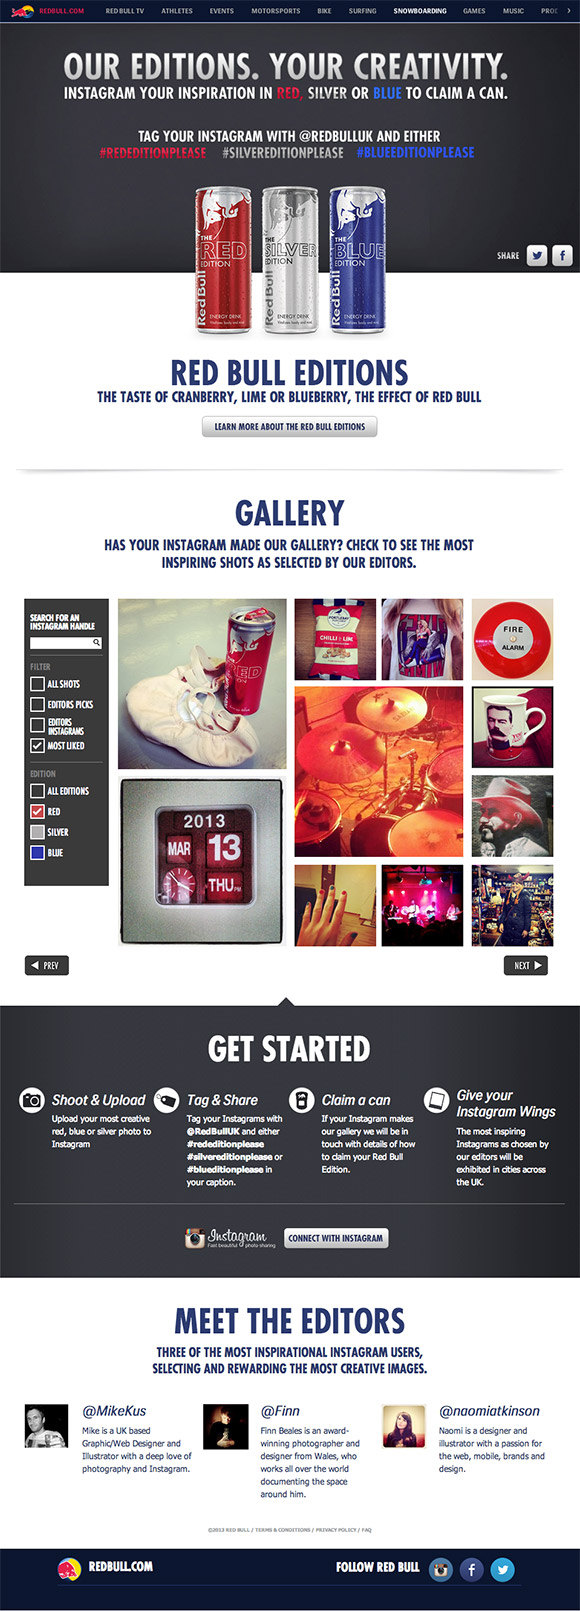 REDBULL.COM RED BULL TV ATHLETES EVENTS MOTORSPORTS BIKE SURFING SNOWBOARDING GAMES MUSIC
OUR EDITIONS. YOUR CREATIVITY.
INSTAGRAM YOUR INSPIRATION IN RED, SILVER OR BLUE TO CLAIM A CAN.
TAG YOUR INSTAGRAM WITH @REDBULLUK AND EITHER
#REDEDITIONPLEASE #SILVEREDITIONPLEASE #BLUEEDITIONPLEASE
THE RED EDITION
Red Bull
ENERGY DRINK
THE SILVER EDITION
Red Bull
ENERGY DRINK
THE BLUE EDITION
Red Bull
ENERGY DRINK
SHARE
RED BULL EDITIONS
THE TASTE OF CRANBERRY, LIME OR BLUEBERRY, THE EFFECT OF RED BULL
LEARN MORE ABOUT THE RED BULL EDITIONS
GALLERY
HAS YOUR INSTAGRAM MADE OUR GALLERY? CHECK TO SEE THE MOST
INSPIRING SHOTS AS SELECTED BY OUR EDITORS.
SEARCH FOR AN
INSTAGRAM HANDLE
FILTER
ALL SHOTS
EDITORS PICKS
EDITORS
INSTAGRAMS
MOST LIKED
EDITION
ALL EDITIONS
RED
SILVER
BLUE
RED
EDITION
CHILLI & LIME
FIRE
ALARM
2013
MAR 13
THU
PREV
NEXT
GET STARTED
Shoot & Upload
Upload your most creative
red, blue or silver photo to
Instagram
Tag & Share
Tag your Instagrams with
@RedBullUK and either
#rededitionplease
#silvereditionplease or
#blueditionplease in
your caption.
Claim a can
If your Instagram makes
our gallery we will be in
touch with details of how
to claim your Red Bull
Edition.
Give your
Instagram Wings
The most inspiring
Instagrams as chosen by
our editors will be
exhibited in cities across
the UK.
Instagram
Fast beautiful photo sharing
CONNECT WITH INSTAGRAM
MEET THE EDITORS
THREE OF THE MOST INSPIRATIONAL INSTAGRAM USERS,
SELECTING AND REWARDING THE MOST CREATIVE IMAGES.
@MikeKus
Mike is a UK based
Graphic/Web Designer and
Illustrator with a deep love of
photography and Instagram.
@Finn
Finn Beales is an award-
winning photographer and
designer from Wales, who
works all over the world
documenting the space
around him.
@naomiatkinson
Naomi is a designer and
illustrator with a passion for
the web, mobile, brands and
design.
©2013 RED BULL / TERMS & CONDITIONS / PRIVACY POLICY / FAQ
REDBULL.COM
FOLLOW RED BULL